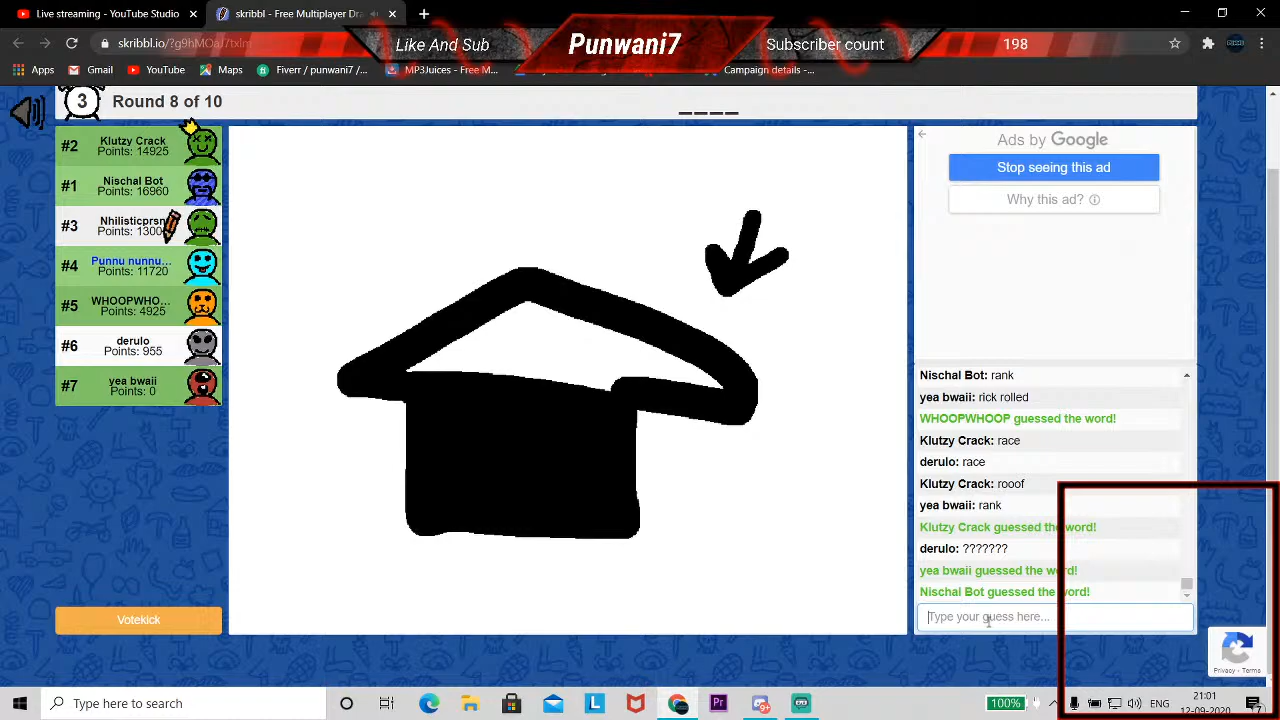 Live streaming - YouTube Studio
skribbl - Free Multiplayer Dra
skribbl.io/?g9hMOaJ7txlm
Like And Sub
Punwani7
Subscriber count
198
Apps
Gmail
YouTube
Maps
Fiverr / punwani7 /...
MP3Juices - Free M...
Campaign details -...
3
Round 8 of 10
#2
Klutzy Crack
Points: 14925
#1
Nischal Bot
Points: 16960
#3
Nhilisticprsn
Points: 1300
#4
Punnu nunnu...
Points: 11720
#5
WHOOPWHO...
Points: 4925
#6
derulo
Points: 955
#7
yea bwaii
Points: 0
Votekick
Ads by Google
Stop seeing this ad
Why this ad?
Nischal Bot: rank
yea bwaii: rick rolled
WHOOPWHOOP guessed the word!
Klutzy Crack: race
derulo: race
Klutzy Crack: rooof
yea bwaii: rank
Klutzy Crack guessed the word!
derulo: ???????
yea bwaii guessed the word!
Nischal Bot guessed the word!
Type your guess here...
Privacy - Terms
Type here to search
100%
ENG
21:01
12-09-2020